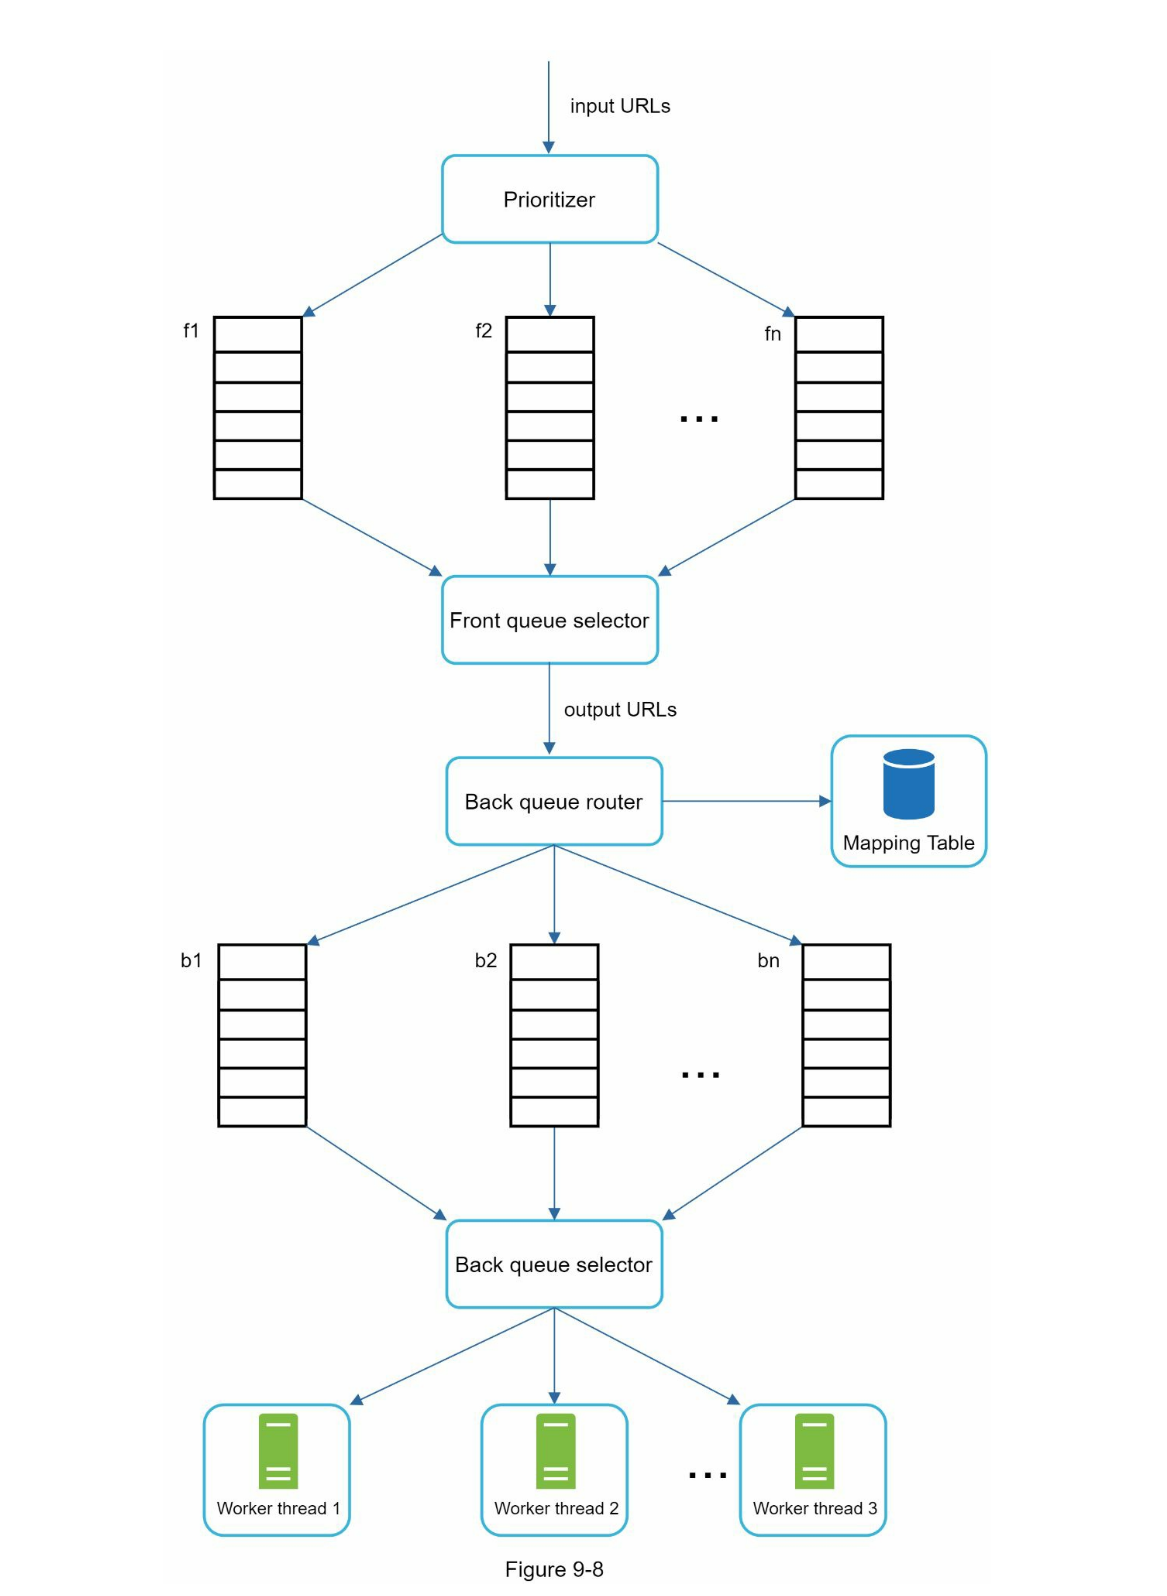 input URLs
Prioritizer
f1
f2
fn
...
Front queue selector
output URLs
Back queue router
Mapping Table
b1
b2
bn
...
Back queue selector
...
Worker thread 1
Worker thread 2
Worker thread 3
Figure 9-8